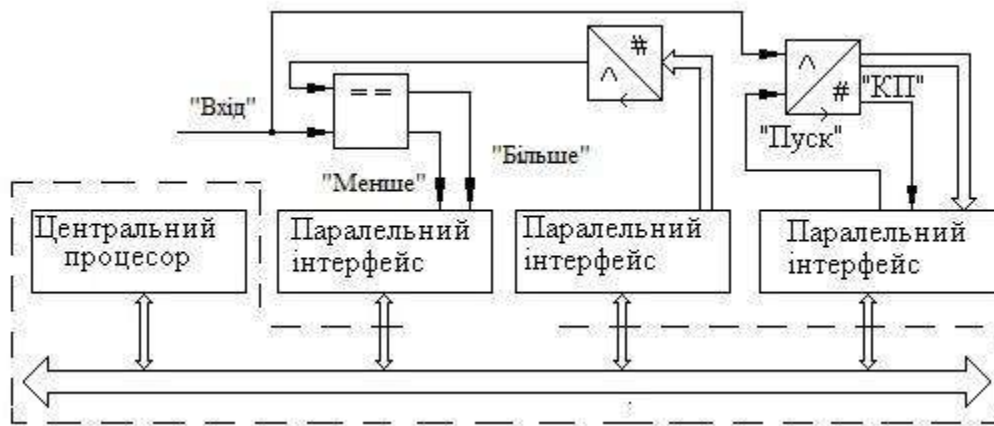 #
^
==
"Вхід"
^
#
"КП"
"Пуск"
"Більше"
"Менше"
Центральний
процесор
Паралельний
інтерфейс
Паралельний
інтерфейс
Паралельний
інтерфейс